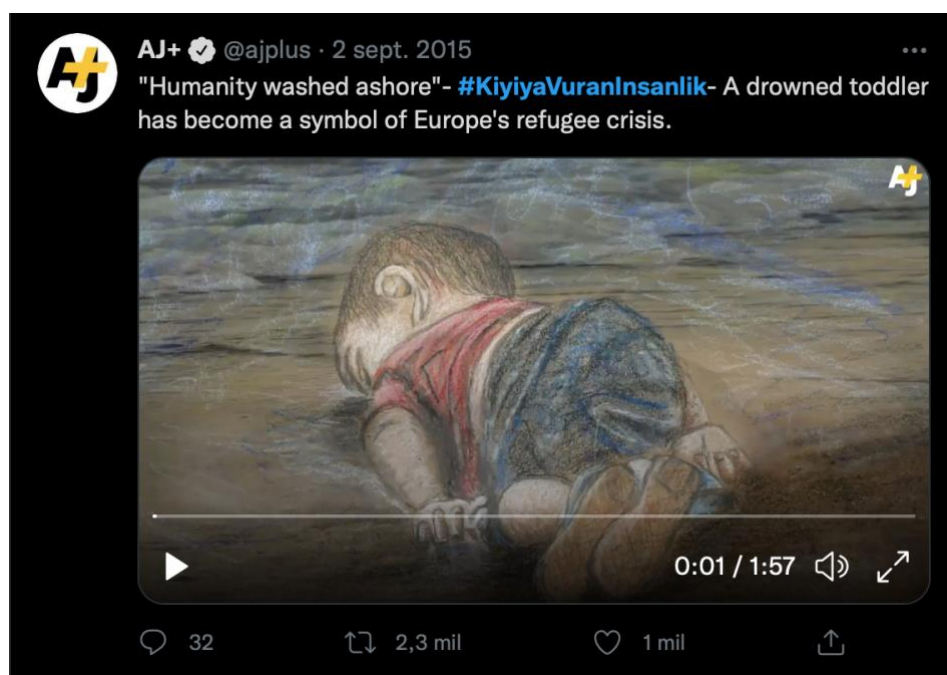 AJ+ @ajplus · 2 sept. 2015
"Humanity washed ashore"- #KiyiyaVuranInsanlik- A drowned toddler
has become a symbol of Europe's refugee crisis.
0:01 / 1:57
32 2,3 mil 1 mil